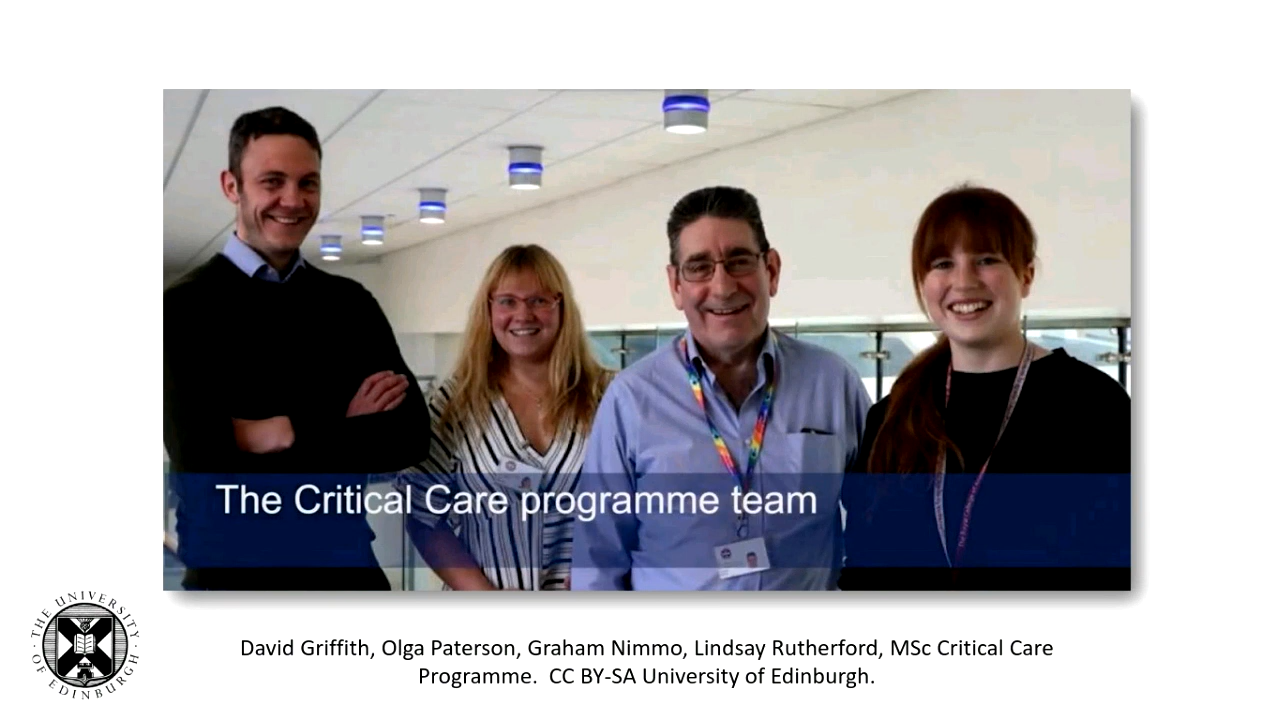 The Critical Care programme team
THE UNIVERSITY OF EDINBURGH
David Griffith, Olga Paterson, Graham Nimmo, Lindsay Rutherford, MSc Critical Care
Programme.  CC BY-SA University of Edinburgh.